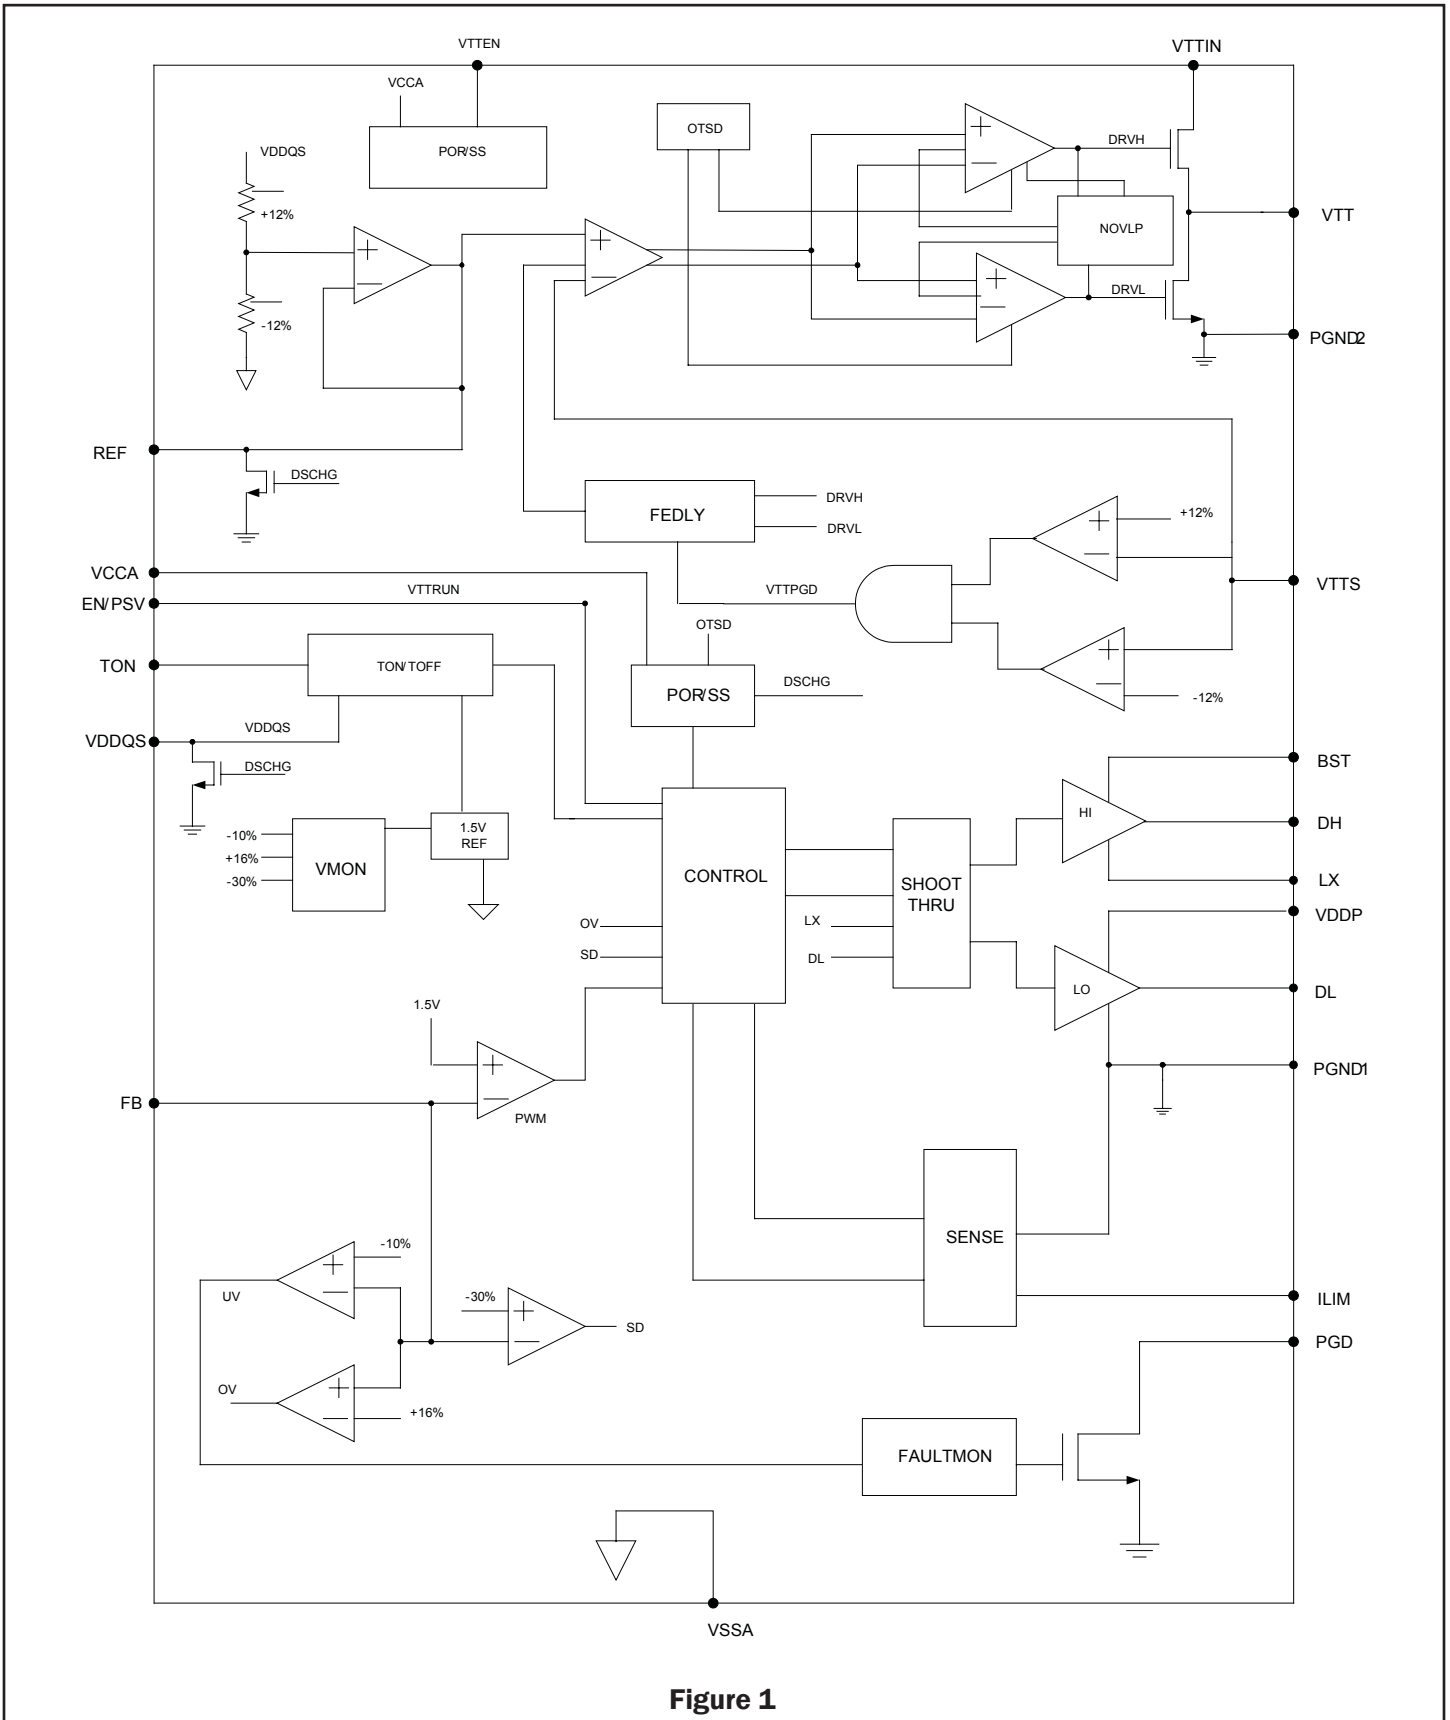 VTTEN
VTTIN
VCCA
POR/SS
OTSD
VDDQS
+12%
-12%
+
—
+
—
+
—
+
—
DRVH
NOVLP
DRVL
VTT
PGND2
REF
DSCHG
FEDLY
DRVH
DRVL
+
—
+12%
VTTPGD
+
—
-12%
VTTS
VCCA
EN/PSV
VTTRUN
TON
TON/TOFF
OTSD
POR/SS
DSCHG
VDDQS
VDDQS
DSCHG
-10%
+16%
-30%
VMON
1.5V
REF
CONTROL
OV
SD
SHOOT
THRU
LX
DL
HI
LO
BST
DH
LX
VDDP
DL
PGND1
1.5V
+
—
PWM
FB
SENSE
-10%
+
—
UV
-30%
+
—
SD
OV
+
—
+16%
ILIM
PGD
FAULTMON
VSSA
Figure 1